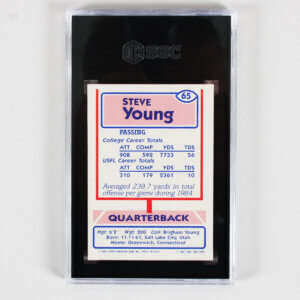 SGC
65
STEVE
Young
PASSING
College Career Totals
ATT COMP YDS TDS
908 592 7733 56
USFL Career Totals
ATT COMP YDS TDS
310 179 2361 10
Averaged 239.7 yards in total
offense per game during 1984.
QUARTERBACK
Hgt: 6'2" Wgt: 200 Col: Brigham Young
Born: 11-11-61, Salt Lake City, Utah
Home: Greenwich, Connecticut